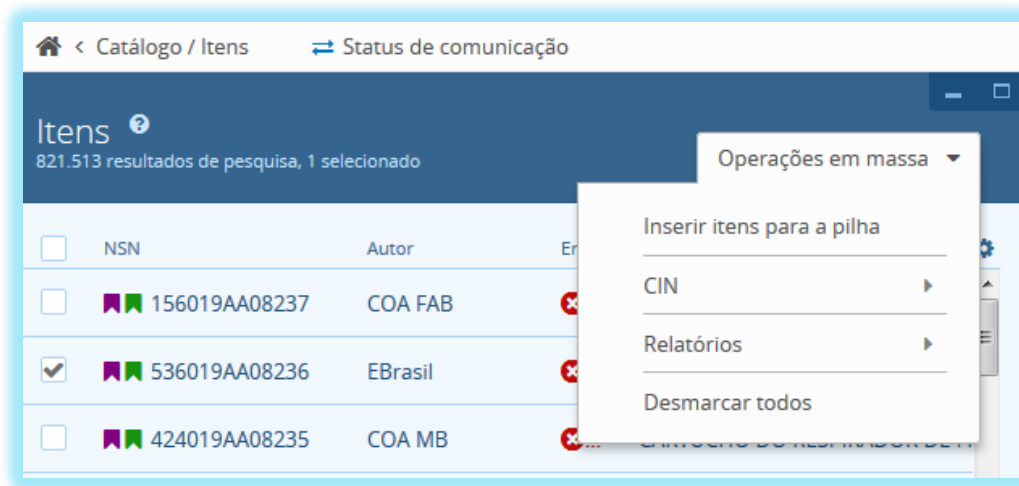 Catálogo / Itens Status de comunicação
Itens
821.513 resultados de pesquisa, 1 selecionado
Operações em massa
Inserir itens para a pilha
CIN
Relatórios
Desmarcar todos
NSN Autor
156019AA08237 COA FAB
536019AA08236 EBrasil
424019AA08235 COA MB